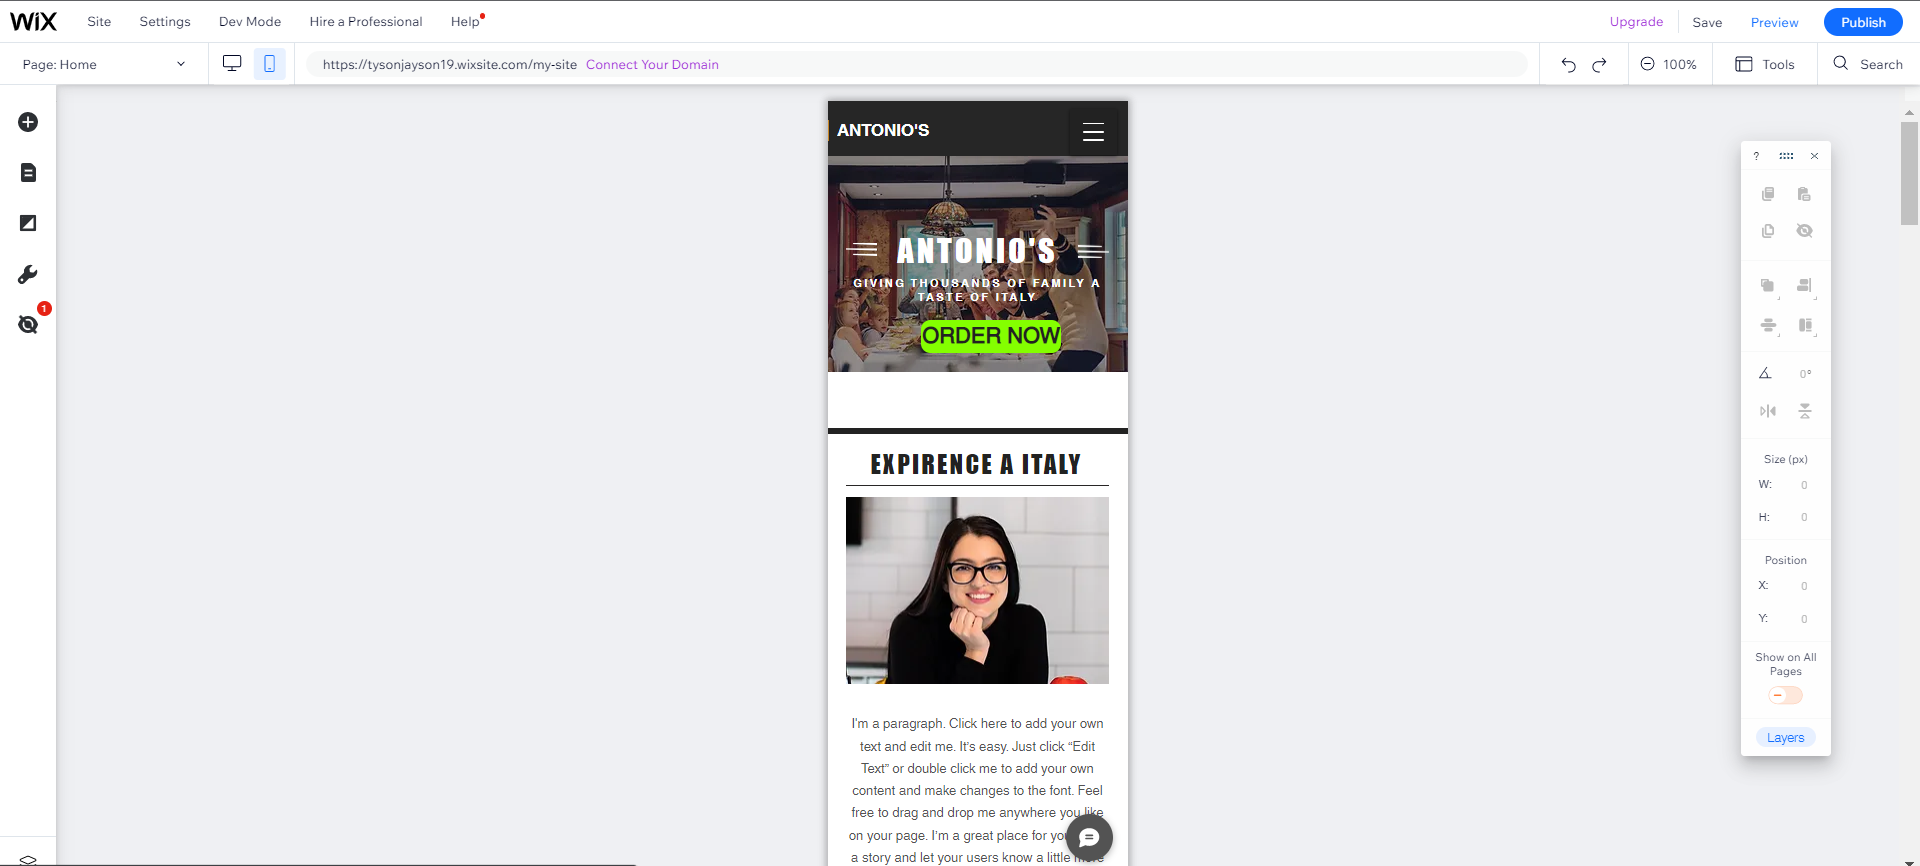 WiX Site Settings Dev Mode Hire a Professional Help Upgrade Save Preview Publish
Page: Home https://tysonjayson19.wixsite.com/my-site Connect Your Domain 100% Tools Search
1
ANTONIO'S
ANTONIO'S
GIVING THOUSANDS OF FAMILY A
TASTE OF ITALY
ORDER NOW
EXPIRENCE A ITALY
I'm a paragraph. Click here to add your own
text and edit me. It's easy. Just click “Edit
Text” or double click me to add your own
content and make changes to the font. Feel
free to drag and drop me anywhere you like
on your page. I'm a great place for
a story and let your users know a little
?
0°
Size (px)
W: 0
H: 0
Position
X: 0
Y: 0
Show on All
Pages
Layers